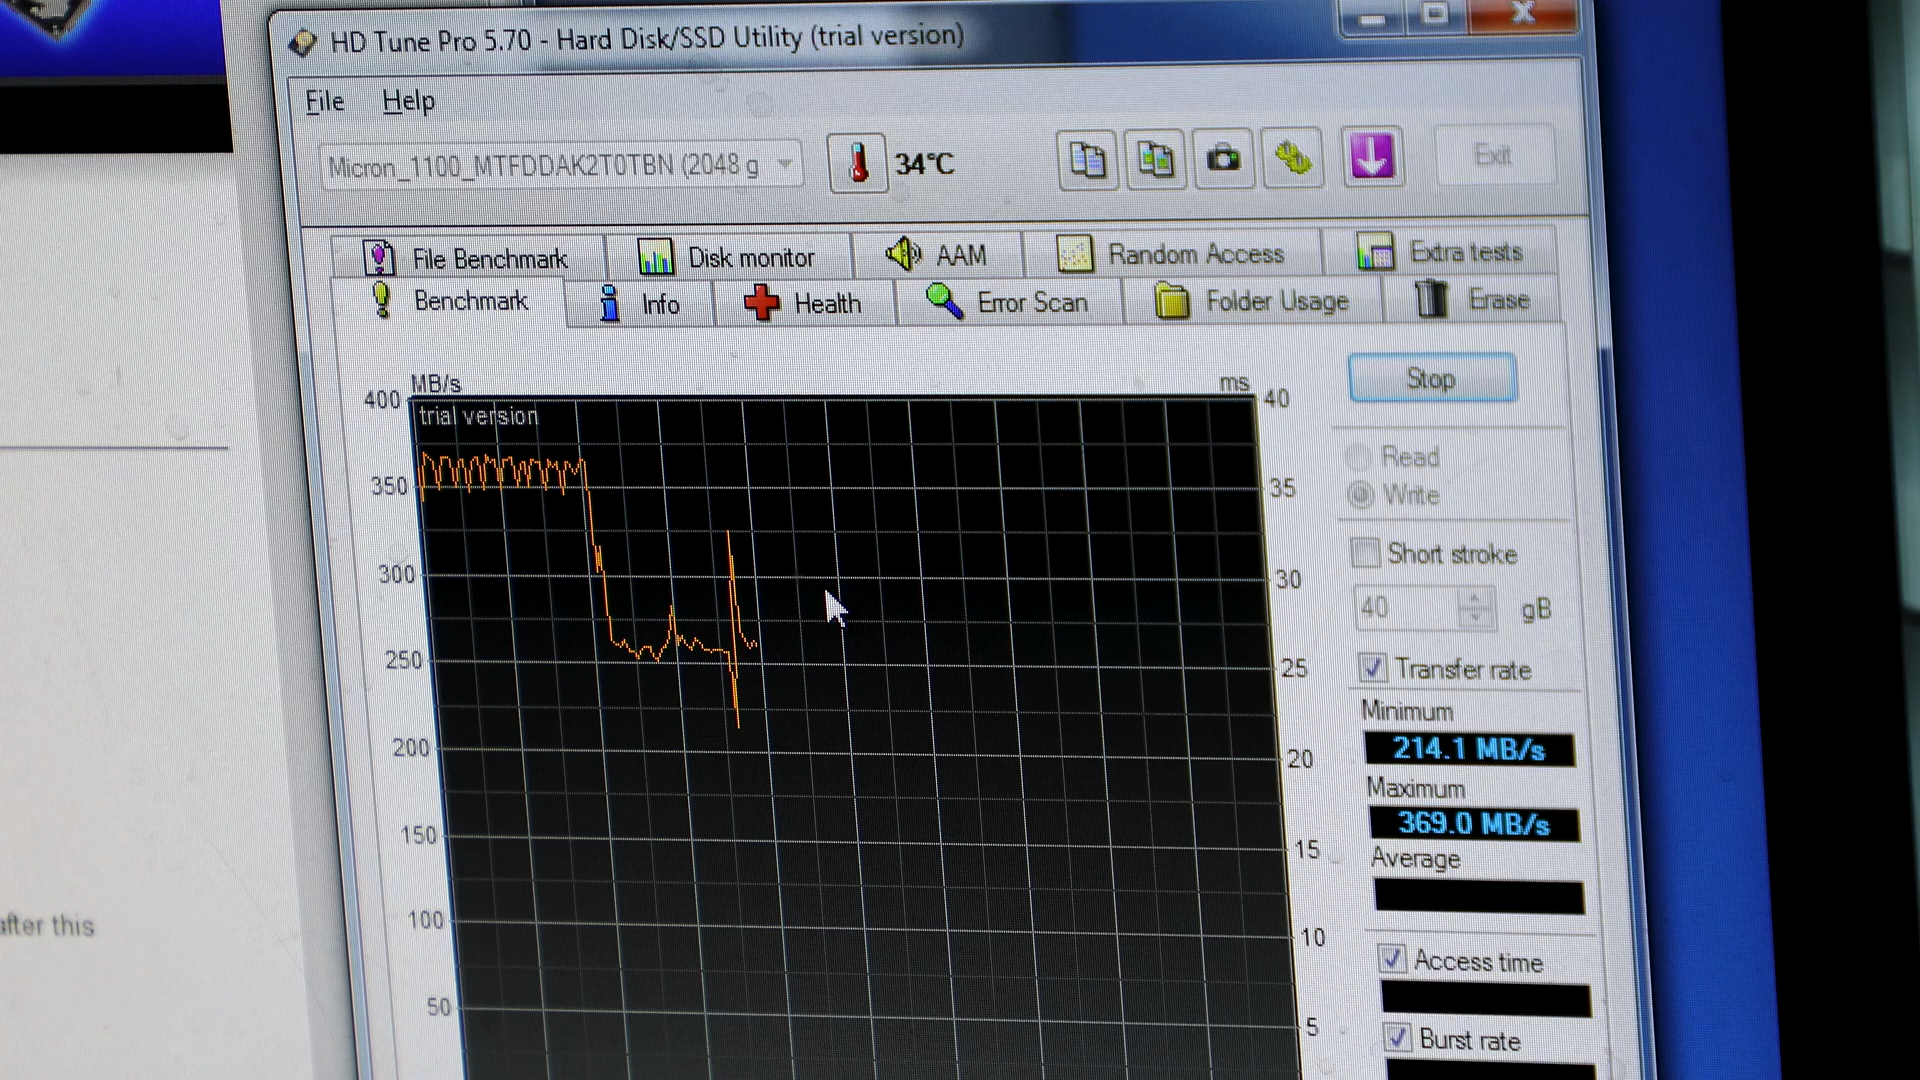 HD Tune Pro 5.70 - Hard Disk/SSD Utility (trial version)
File Help
Micron_1100_MTFDDAK2T0TBN (2048 g
34°C
Exit
File Benchmark Disk monitor AAM Random Access Extra tests
Benchmark Info Health Error Scan Folder Usage Erase
MB/s ms
400 40
trial version
350 35
300 30
250 25
200 20
150 15
100 10
50 5
Stop
Read
Write
Short stroke
40 gB
Transfer rate
Minimum
214.1 MB/s
Maximum
369.0 MB/s
Average
Access time
Burst rate
after this